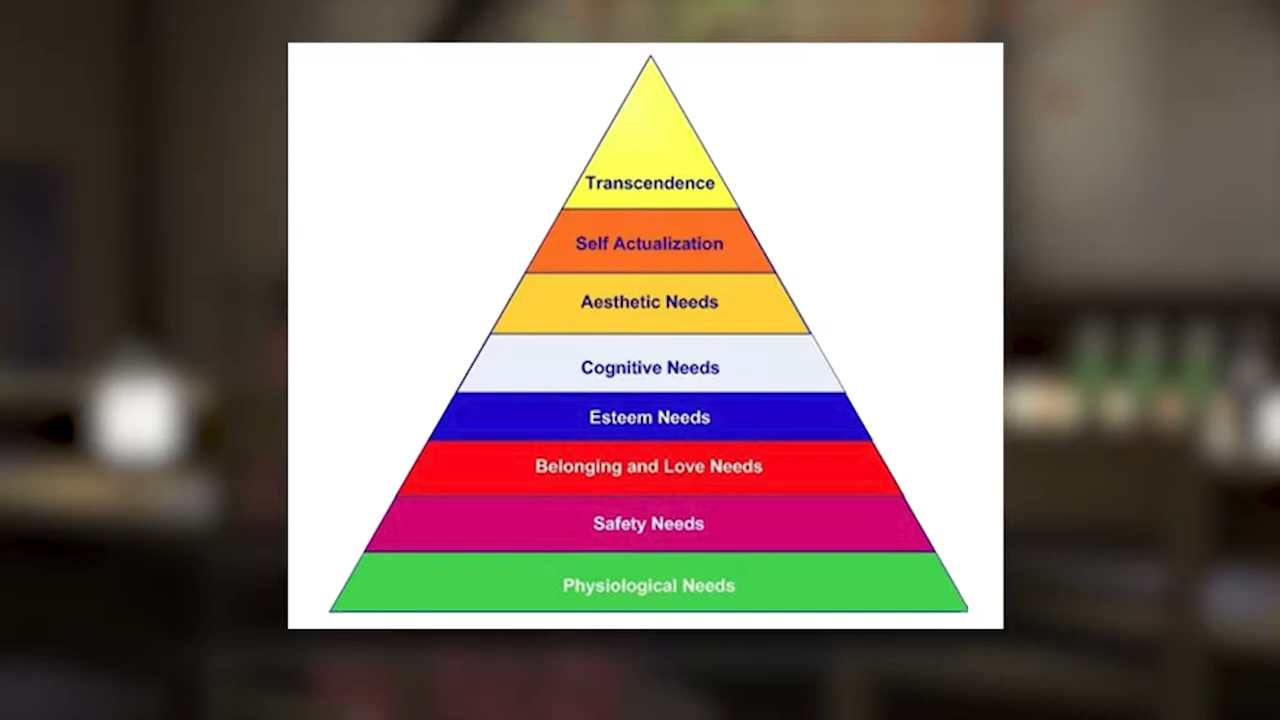 Transcendence
Self Actualization
Aesthetic Needs
Cognitive Needs
Esteem Needs
Belonging and Love Needs
Safety Needs
Physiological Needs